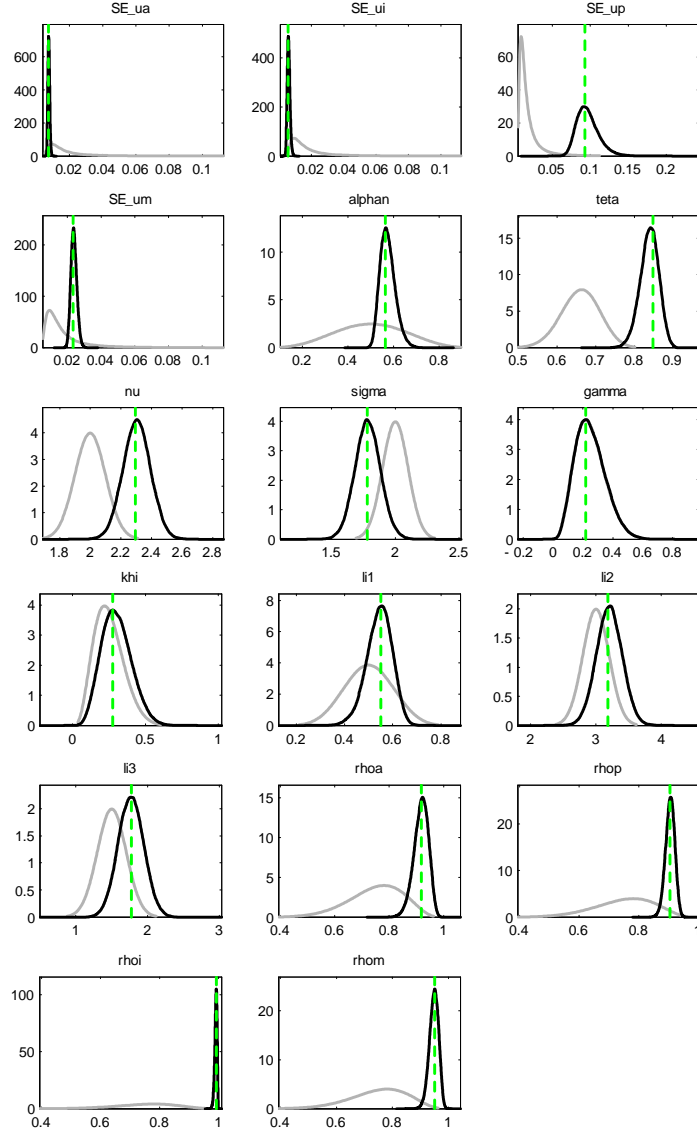 SE_ua SE_ui SE_up
600 400 200 0
400 300 200 100 0
80 60 40 20 0
0.02 0.04 0.06 0.08 0.1
0.02 0.04 0.06 0.08 0.1
0.05 0.1 0.15 0.2
SE_um alphan teta
200 100 0
10 5 0
15 10 5 0
0.02 0.04 0.06 0.08 0.1
0.2 0.4 0.6 0.8
0.5 0.6 0.7 0.8 0.9
nu sigma gamma
4 3 2 1 0
4 3 2 1 0
4 3 2 1 0
1.8 2 2.2 2.4 2.6 2.8
1.5 2 2.5
-0.2 0 0.2 0.4 0.6 0.8
khi li1 li2
4 3 2 1 0
8 6 4 2 0
2 1.5 1 0.5 0
0 0.5 1
0.2 0.4 0.6 0.8
2 3 4
li3 rhoa rhop
2 1.5 1 0.5 0
15 10 5 0
20 10 0
1 2 3
0.4 0.6 0.8 1
0.4 0.6 0.8 1
rhoi rhom
100 50 0
20 10 0
0.4 0.6 0.8 1
0.4 0.6 0.8 1